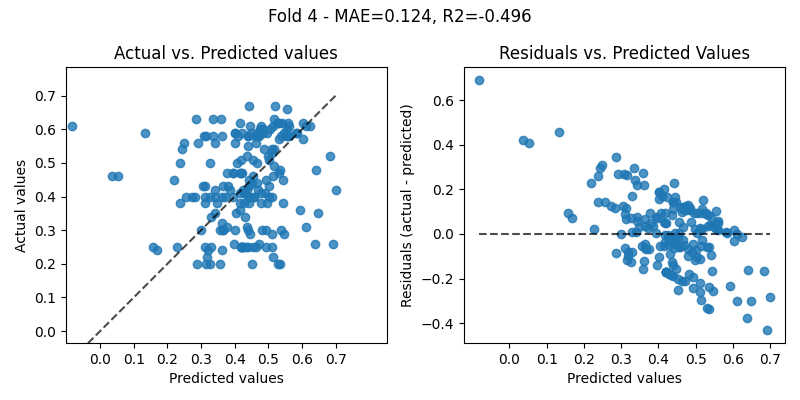 Fold 4 - MAE=0.124, R2=-0.496
Actual vs. Predicted values
Actual values
0.7
0.6
0.5
0.4
0.3
0.2
0.1
0.0
0.0 0.1 0.2 0.3 0.4 0.5 0.6 0.7
Predicted values
Residuals vs. Predicted Values
Residuals (actual - predicted)
0.6
0.4
0.2
0.0
−0.2
−0.4
0.0 0.1 0.2 0.3 0.4 0.5 0.6 0.7
Predicted values